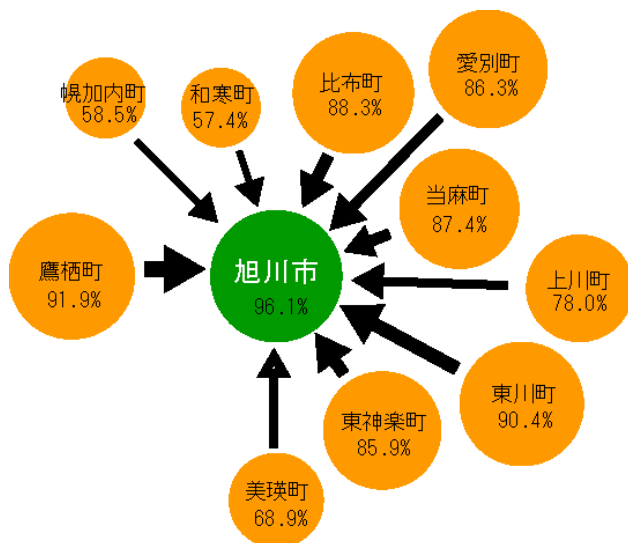 愛別町
86.3%
比布町
88.3%
幌加内町
58.5%
和寒町
57.4%
当麻町
87.4%
鷹栖町
91.9%
旭川市
96.1%
上川町
78.0%
東川町
90.4%
東神楽町
85.9%
美瑛町
68.9%